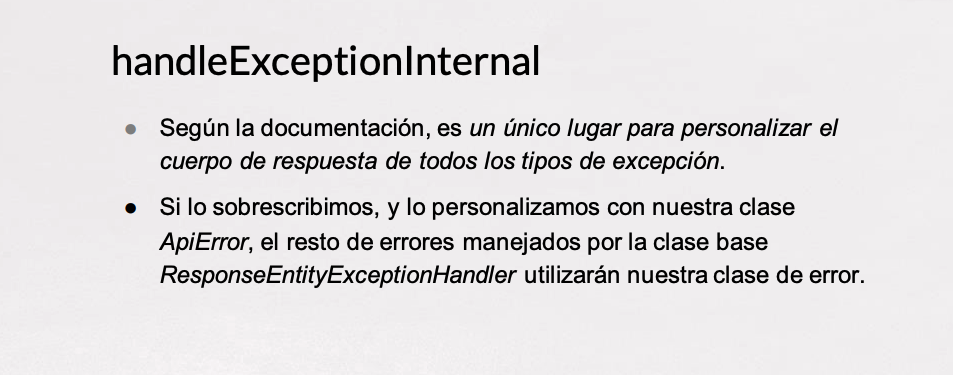 handleExceptionInternal
● Según la documentación, es un único lugar para personalizar el
cuerpo de respuesta de todos los tipos de excepción.
● Si lo sobrescribimos, y lo personalizamos con nuestra clase
ApiError, el resto de errores manejados por la clase base
ResponseEntityExceptionHandler utilizarán nuestra clase de error.